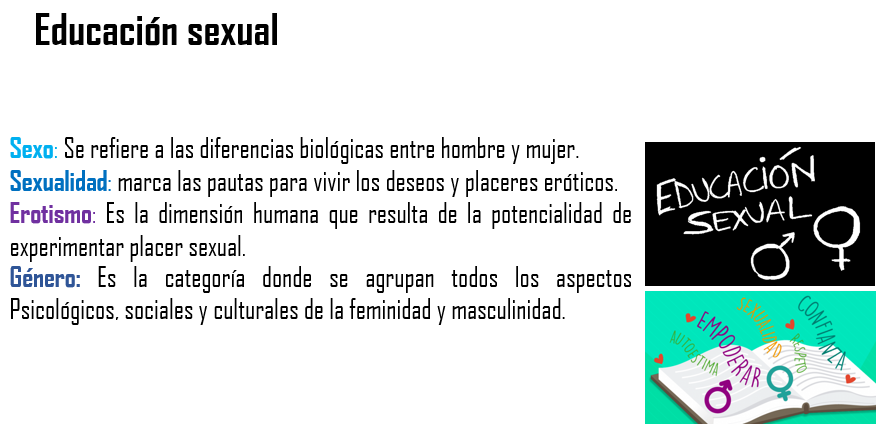 Educación sexual
Sexo: Se refiere a las diferencias biológicas entre hombre y mujer.
Sexualidad: marca las pautas para vivir los deseos y placeres eróticos.
Erotismo: Es la dimensión humana que resulta de la potencialidad de
experimentar placer sexual.
Género: Es la categoría donde se agrupan todos los aspectos
Psicológicos, sociales y culturales de la feminidad y masculinidad.
EDUCACIÓN
SEXUAL
AUTOESTIMA
EMPODERAR
SEXUALIDAD
RESPETO
CONFIANZA